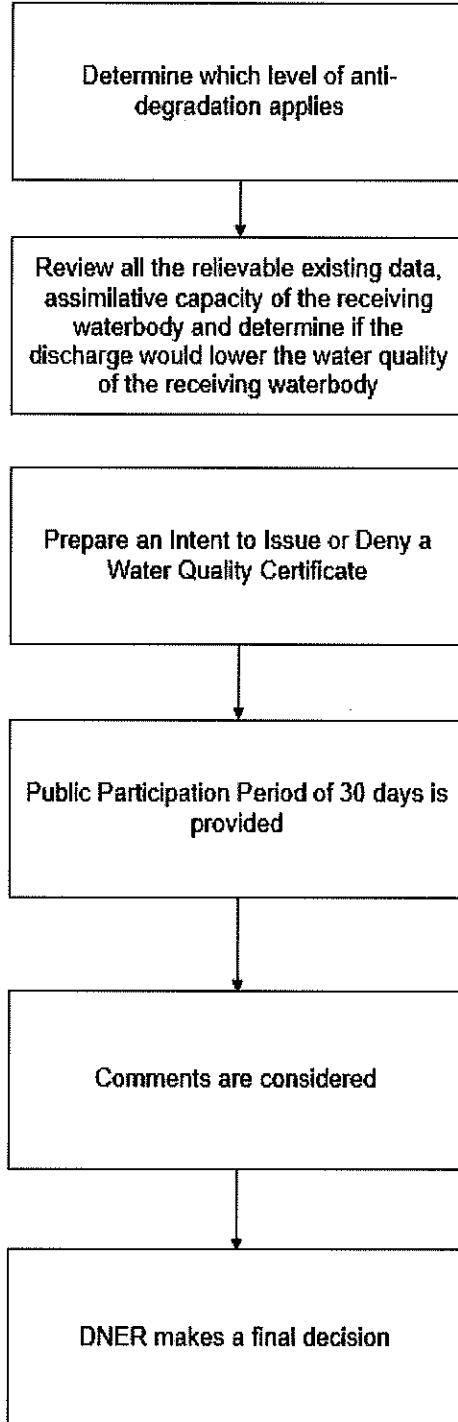 Determine which level of anti-
degradation applies
Review all the relievable existing data,
assimilative capacity of the receiving
waterbody and determine if the
discharge would lower the water quality
of the receiving waterbody
Prepare an Intent to Issue or Deny a
Water Quality Certificate
Public Participation Period of 30 days is
provided
Comments are considered
DNER makes a final decision